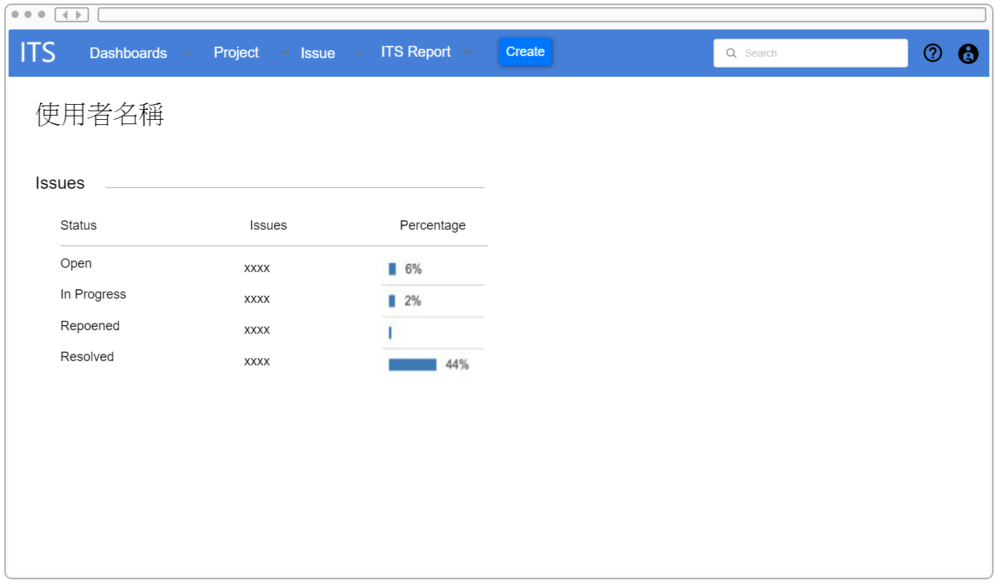 ITS Dashboards Project Issue ITS Report Create Search
使用者名稱
Issues
Status Issues Percentage
Open xxxx 6%
In Progress xxxx 2%
Repoened xxxx
Resolved xxxx 44%